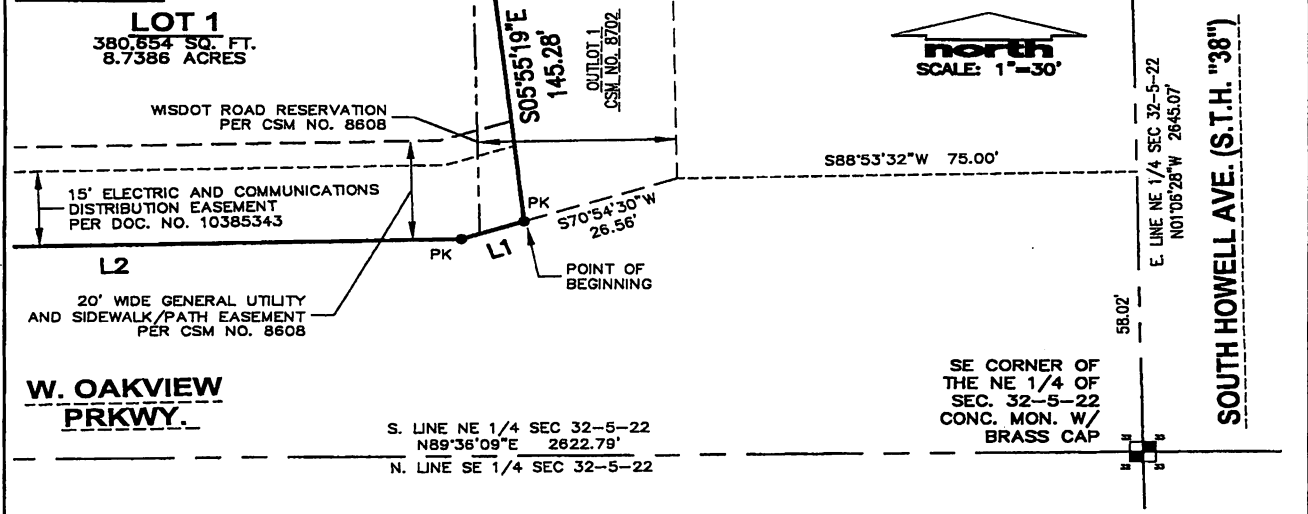 LOT 1
380,654 SQ. FT.
8.7386 ACRES
S05°55'19"E
145.28'
OUTLOT 1
CSM NO. 8702
north
SCALE: 1"=30'
WISDOT ROAD RESERVATION
PER CSM NO. 8608
S88°53'32"W 75.00'
E. LINE NE 1/4 SEC 32-5-22
N01°06'28"W 2645.07'
SOUTH HOWELL AVE. (S.T.H. "38")
15' ELECTRIC AND COMMUNICATIONS
DISTRIBUTION EASEMENT
PER DOC. NO. 10385343
PK
S70°54'30"W
26.56'
PK
L1
L2
POINT OF
BEGINNING
20' WIDE GENERAL UTILITY
AND SIDEWALK/PATH EASEMENT
PER CSM NO. 8608
58.02'
W. OAKVIEW
PRKWY.
SE CORNER OF
THE NE 1/4 OF
SEC. 32-5-22
CONC. MON. W/
BRASS CAP
S. LINE NE 1/4 SEC 32-5-22
N89°36'09"E 2622.79'
N. LINE SE 1/4 SEC 32-5-22